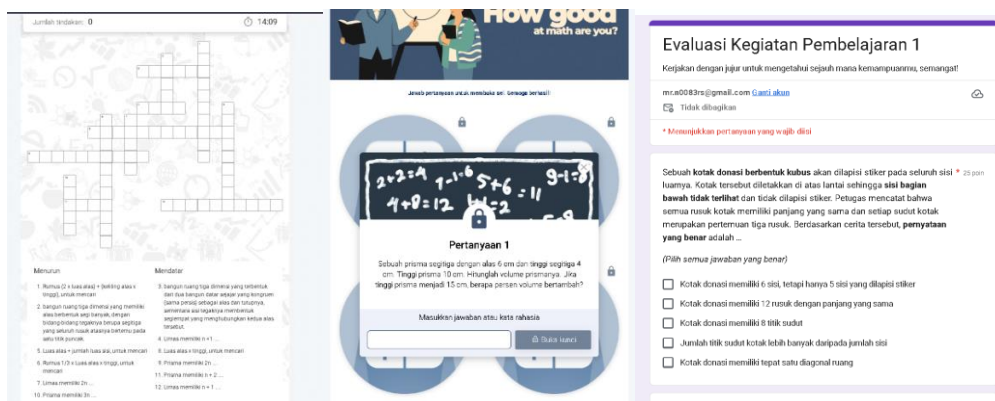 Jumlah tindakan: 0
14:09
Menurun
1. Rumus (2 x luas alas) + (keliling alas x
tinggi), untuk mencari
2. bangun ruang tiga dimensi yang memiliki
alas berbentuk segi banyak, dengan
bidang-bidang tegaknya berupa segitiga
yang seluruh rusuk atasnya bertemu pada
satu titik puncak.
5. Luas alas + jumlah luas sisi, untuk mencari
6. Rumus 1/3 x Luas alas x tinggi, untuk
mencari
7. Limas memiliki 2n ...
10. Prisma memiliki 3n ...
Mendatar
3. bangun ruang tiga dimensi yang terbentuk
dari dua bangun datar sejajar yang kongruen
(sama persis) sebagai alas dan tutupnya,
sementara sisi tegaknya membentuk
segiempat yang menghubungkan kedua alas
tersebut.
4. Limas memiliki n +1 ...
8. Luas alas × tinggi, untuk mencari
9. Prisma memiliki 2n ...
11. Prisma memiliki n + 2 ...
12. Limas memiliki n + 1 ...
How good
at math are you?
Jawab pertanyaan untuk membuka ini! Semoga berhasil!
2+2=4 7-1=6 5+6=11 9-1=8
4+8=12
Pertanyaan 1
Sebuah prisma segitiga dengan alas 6 cm dan tinggi segitiga 4
cm. Tinggi prisma 10 cm. Hitunglah volume prismanya. Jika
tinggi prisma menjadi 15 cm, berapa persen volume bertambah?
Masukkan jawaban atau kata rahasia
Buka kunci
Evaluasi Kegiatan Pembelajaran 1
Kerjakan dengan jujur untuk mengetahui sejauh mana kemampuanmu, semangat!
mr.a0083rs@gmail.com Ganti akun
Tidak dibagikan
* Menunjukkan pertanyaan yang wajib diisi
Sebuah kotak donasi berbentuk kubus akan dilapisi stiker pada seluruh sisi * 25 poin
luarnya. Kotak tersebut diletakkan di atas lantai sehingga sisi bagian
bawah tidak terlihat dan tidak dilapisi stiker. Petugas mencatat bahwa
semua rusuk kotak memiliki panjang yang sama dan setiap sudut kotak
merupakan pertemuan tiga rusuk. Berdasarkan cerita tersebut, pernyataan
yang benar adalah ...
(Pilih semua jawaban yang benar)
Kotak donasi memiliki 6 sisi, tetapi hanya 5 sisi yang dilapisi stiker
Kotak donasi memiliki 12 rusuk dengan panjang yang sama
Kotak donasi memiliki 8 titik sudut
Jumlah titik sudut kotak lebih banyak daripada jumlah sisi
Kotak donasi memiliki tepat satu diagonal ruang